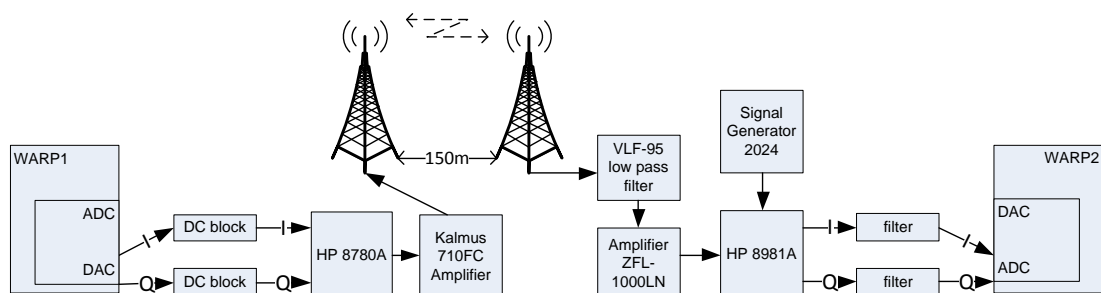 WARP1
ADC
DAC
I
Q
DC block
DC block
I
Q
HP 8780A
Kalmus
710FC
Amplifier
150m
VLF-95
low pass
filter
Amplifier
ZFL-
1000LN
Signal
Generator
2024
HP 8981A
I
Q
filter
filter
I
Q
WARP2
DAC
ADC